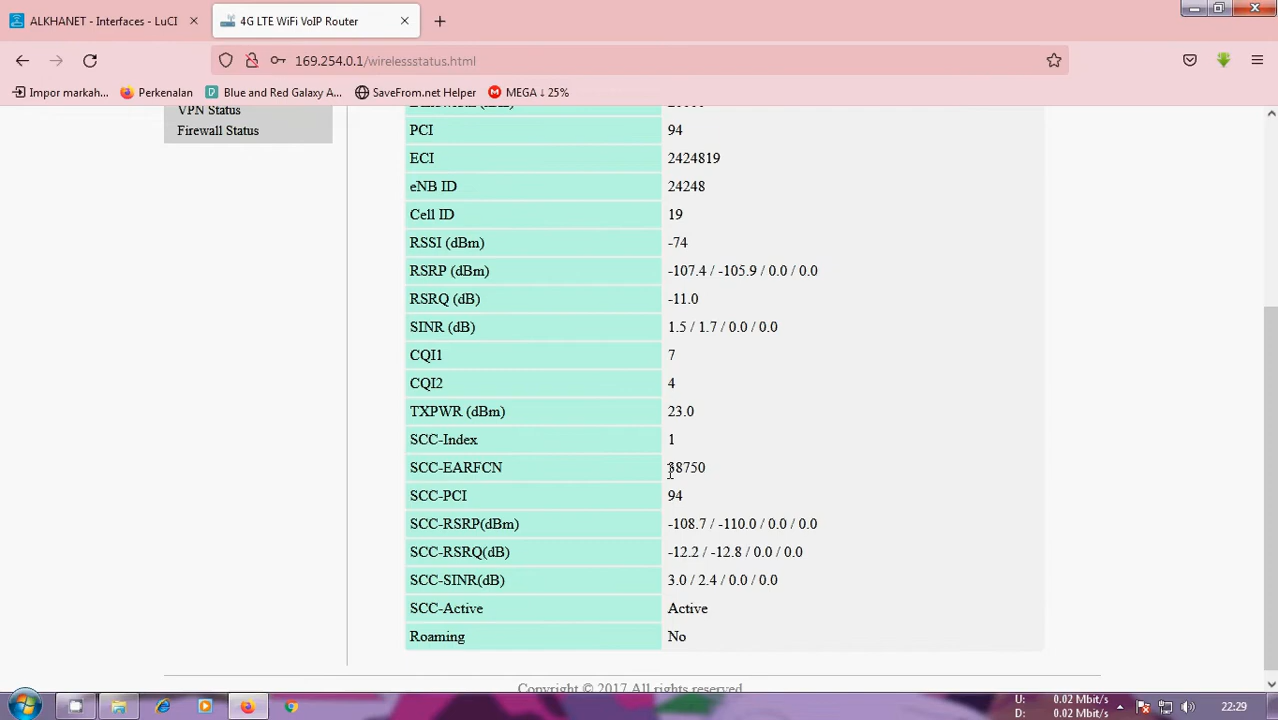 ALKHANET - Interfaces - LuCI
4G LTE WiFi VoIP Router
169.254.0.1/wirelessstatus.html
Impor markah...
Perkenalan
Blue and Red Galaxy A...
SaveFrom.net Helper
MEGA ↓ 25%
VPN Status
Firewall Status
PCI 94
ECI 2424819
eNB ID 24248
Cell ID 19
RSSI (dBm) -74
RSRP (dBm) -107.4 / -105.9 / 0.0 / 0.0
RSRQ (dB) -11.0
SINR (dB) 1.5 / 1.7 / 0.0 / 0.0
CQI1 7
CQI2 4
TXPWR (dBm) 23.0
SCC-Index 1
SCC-EARFCN 38750
SCC-PCI 94
SCC-RSRP(dBm) -108.7 / -110.0 / 0.0 / 0.0
SCC-RSRQ(dB) -12.2 / -12.8 / 0.0 / 0.0
SCC-SINR(dB) 3.0 / 2.4 / 0.0 / 0.0
SCC-Active Active
Roaming No
Copyright © 2017 All rights reserved
U: 0.02 Mbit/s
D: 0.02 Mbit/s
22:29